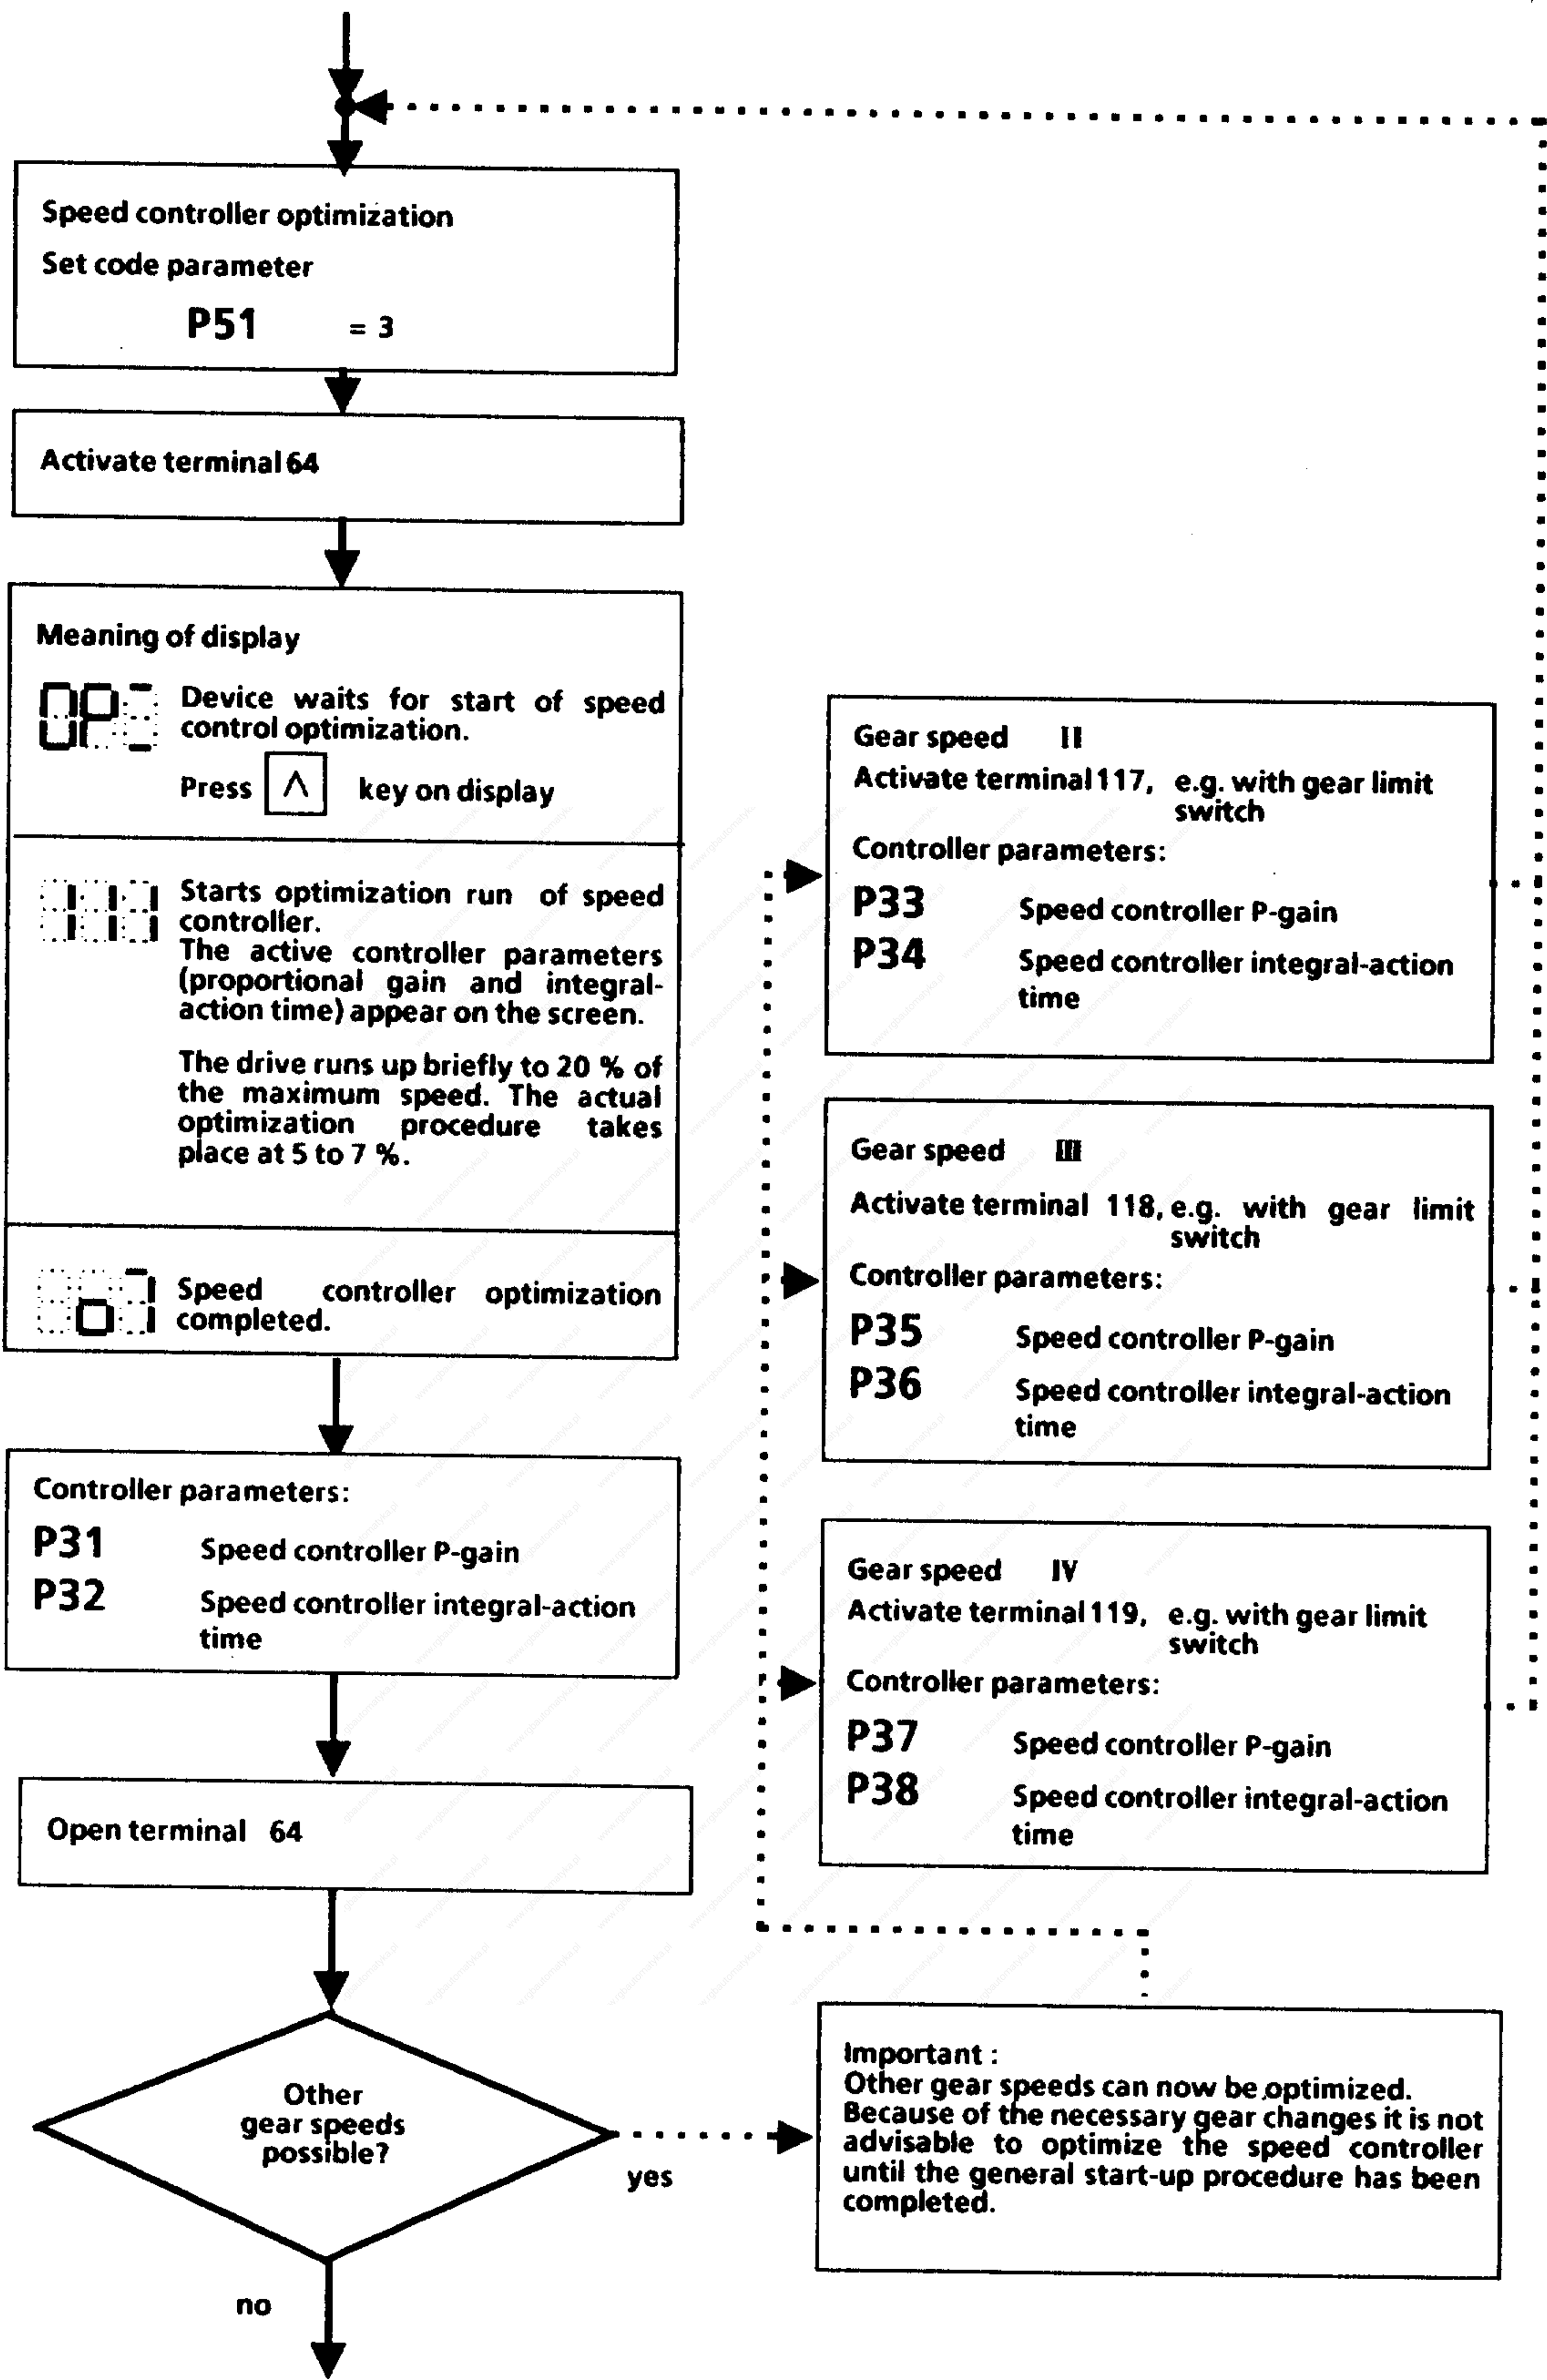 Speed controller optimization
Set code parameter
P51 = 3
Activate terminal 64
Meaning of display
Device waits for start of speed
control optimization.
Press ^ key on display
Starts optimization run of speed
controller.
The active controller parameters
(proportional gain and integral-
action time) appear on the screen.
The drive runs up briefly to 20 % of
the maximum speed. The actual
optimization procedure takes
place at 5 to 7 %.
Speed controller optimization
completed.
Controller parameters:
P31 Speed controller P-gain
P32 Speed controller integral-action
time
Open terminal 64
Other
gear speeds
possible?
yes
no
Gear speed II
Activate terminal 117, e.g. with gear limit
switch
Controller parameters:
P33 Speed controller P-gain
P34 Speed controller integral-action
time
Gear speed III
Activate terminal 118, e.g. with gear limit
switch
Controller parameters:
P35 Speed controller P-gain
P36 Speed controller integral-action
time
Gear speed IV
Activate terminal 119, e.g. with gear limit
switch
Controller parameters:
P37 Speed controller P-gain
P38 Speed controller integral-action
time
Important :
Other gear speeds can now be optimized.
Because of the necessary gear changes it is not
advisable to optimize the speed controller
until the general start-up procedure has been
completed.